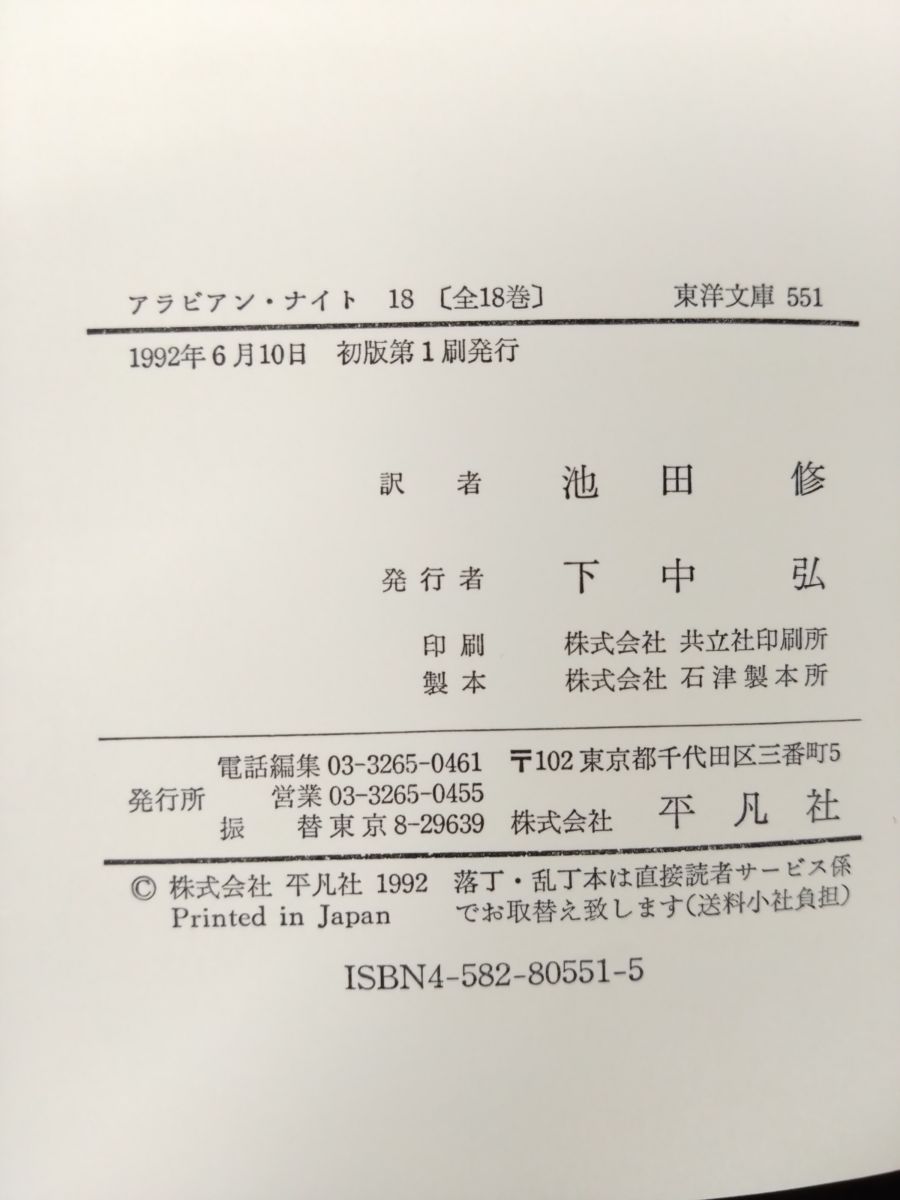 アラビアン・ナイト 18 〔全18巻〕 東洋文庫 551
1992年6月10日 初版第1刷発行
訳者 池田修
発行者 下中弘
印刷 株式会社 共立社印刷所
製本 株式会社 石津製本所
電話編集 03-3265-0461 〒102 東京都千代田区三番町5
発行所 営業 03-3265-0455
振替東京 8-29639 株式会社 平凡社
© 株式会社 平凡社 1992 落丁・乱丁本は直接読者サービス係
Printed in Japan でお取替え致します(送料小社負担)
ISBN4-582-80551-5